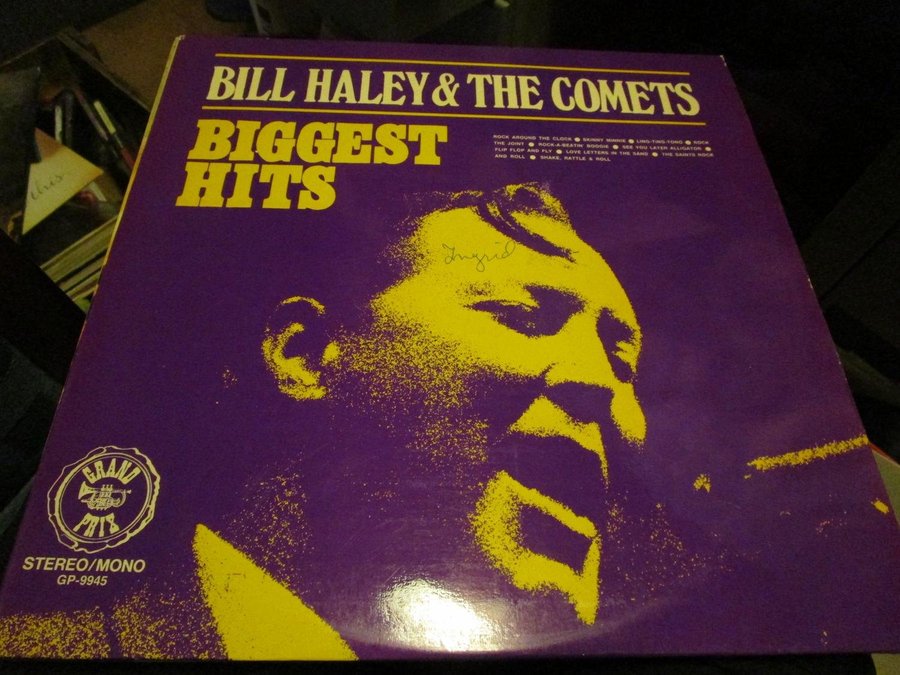 BILL HALEY & THE COMETS
BIGGEST
HITS
ROCK AROUND THE CLOCK ● SKINNY MINNIE ● LING-TING-TONG ● ROCK
THE JOINT ● ROCK-A-BEATIN' BOOGIE ● SEE YOU LATER ALLIGATOR ●
FLIP FLOP AND FLY ● LOVE LETTERS IN THE SAND ● THE SAINTS ROCK
AND ROLL ● SHAKE, RATTLE & ROLL
Ingrid
GRAND
PRIX
STEREO/MONO
GP-9945